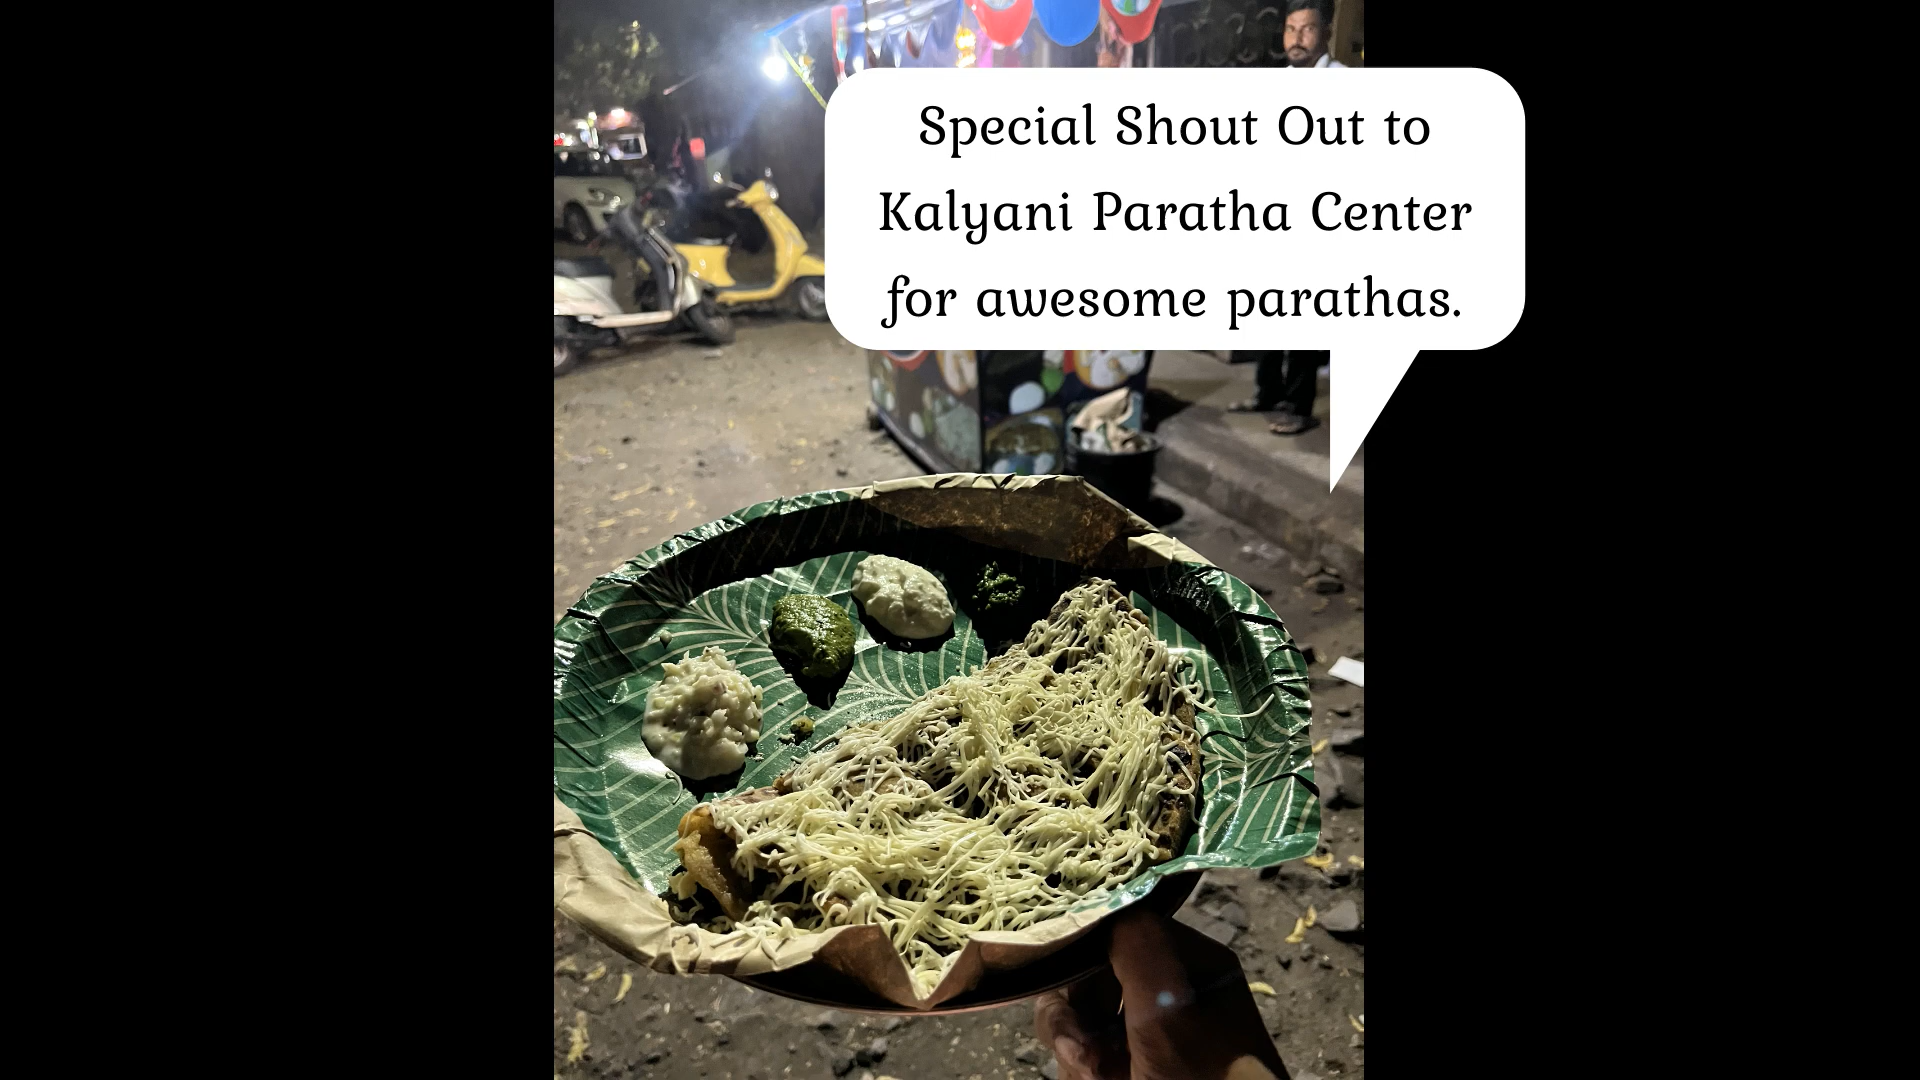 Special Shout Out to
Kalyani Paratha Center
for awesome parathas.